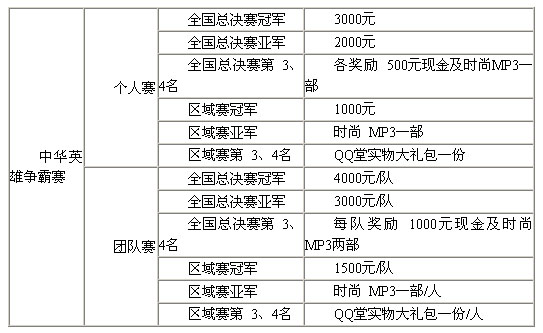 中华英
雄争霸赛
个人赛
全国总决赛冠军 3000元
全国总决赛亚军 2000元
全国总决赛第 3、 各奖励 500元现金及时尚MP3一
4名 部
区域赛冠军 1000元
区域赛亚军 时尚 MP3一部
区域赛第 3、4名 QQ堂实物大礼包一份
团队赛
全国总决赛冠军 4000元/队
全国总决赛亚军 3000元/队
全国总决赛第 3、 每队奖励 1000元现金及时尚
4名 MP3两部
区域赛冠军 1500元/队
区域赛亚军 时尚 MP3一部/人
区域赛第 3、4名 QQ堂实物大礼包一份/人